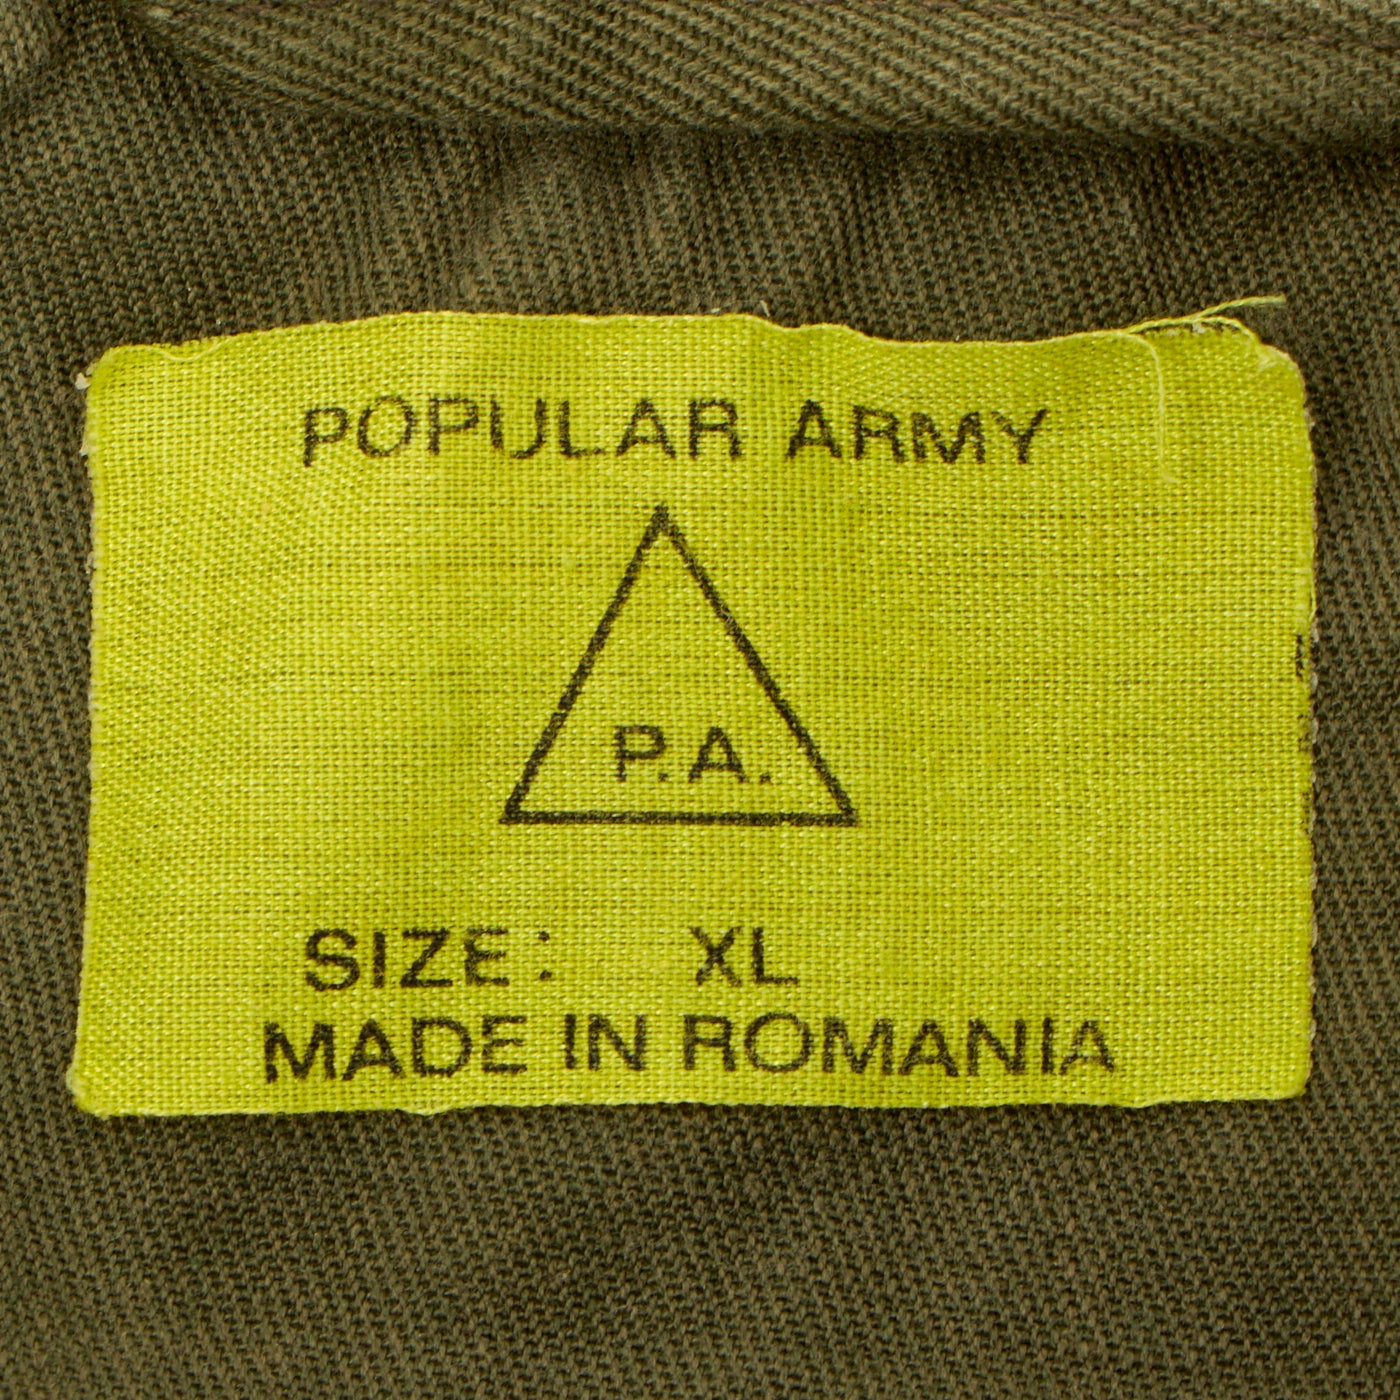 POPULAR ARMY
P.A.
SIZE: XL
MADE IN ROMANIA